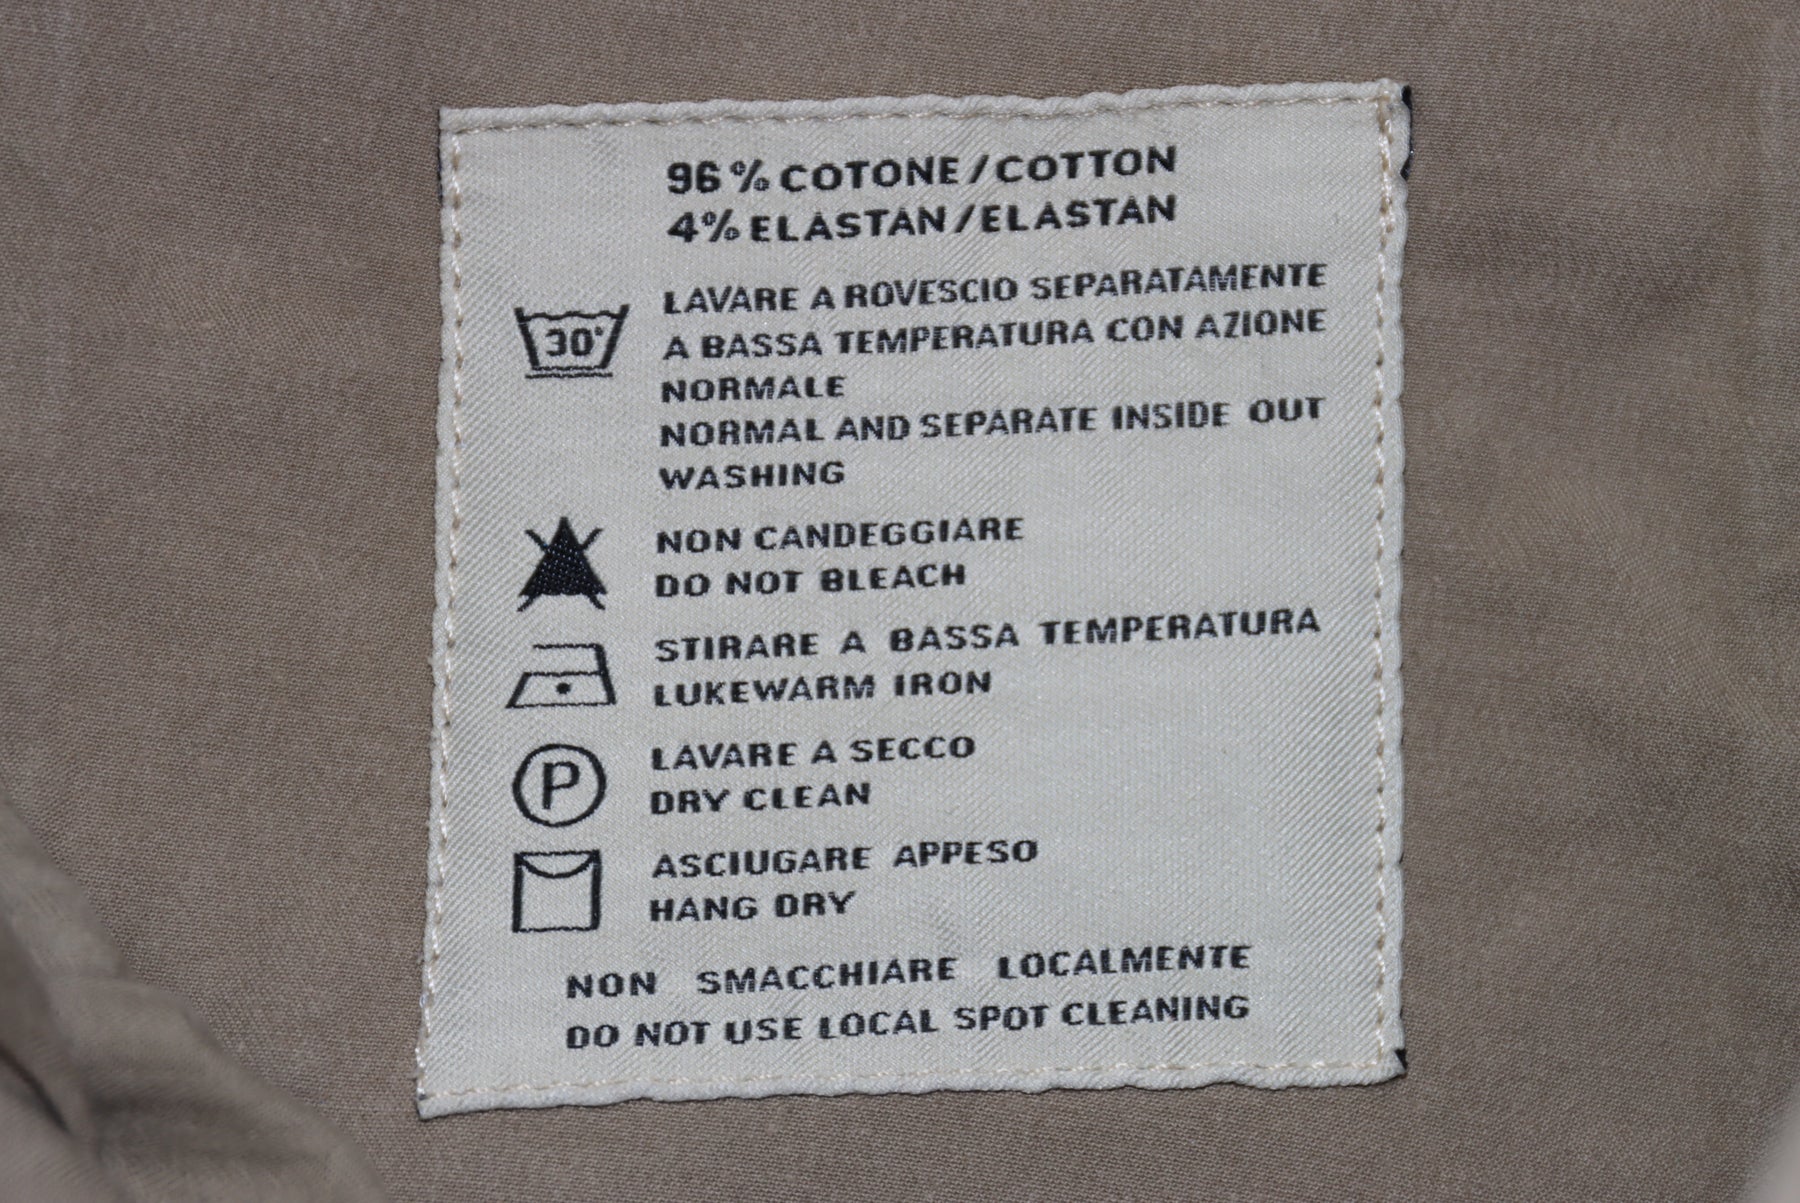 96 % COTONE/COTTON
4% ELASTAN/ELASTAN
30°
LAVARE A ROVESCIO SEPARATAMENTE
A BASSA TEMPERATURA CON AZIONE
NORMALE
NORMAL AND SEPARATE INSIDE OUT
WASHING
NON CANDEGGIARE
DO NOT BLEACH
STIRARE A BASSA TEMPERATURA
LUKEWARM IRON
P
LAVARE A SECCO
DRY CLEAN
ASCIUGARE APPESO
HANG DRY
NON SMACCHIARE LOCALMENTE
DO NOT USE LOCAL SPOT CLEANING